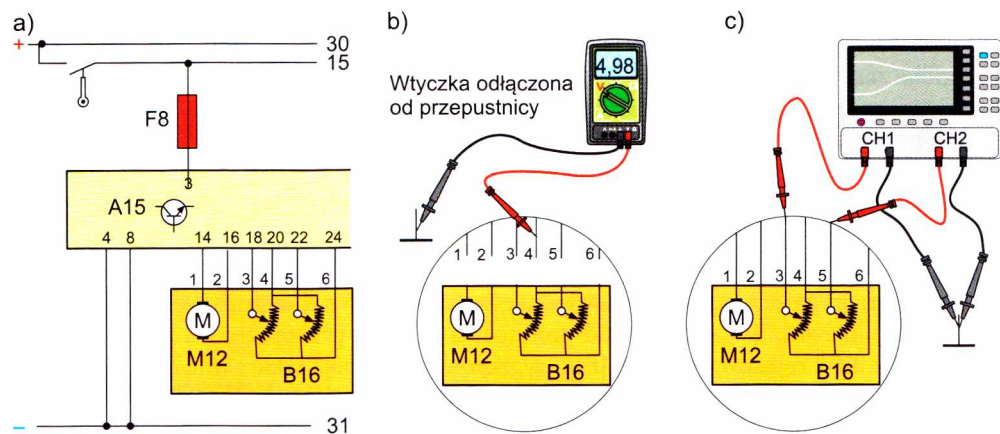 a)
+
30
15
F8
3
A15
4 8 14 16 18 20 22 24
1 2 3 4 5 6
M
M12
B16
–
31
b)
Wtyczka odłączona
od przepustnicy
4,98
V
1 2 3 4 5 6
M
M12
B16
c)
CH1 CH2
1 2 3 4 5 6
M
M12
B16